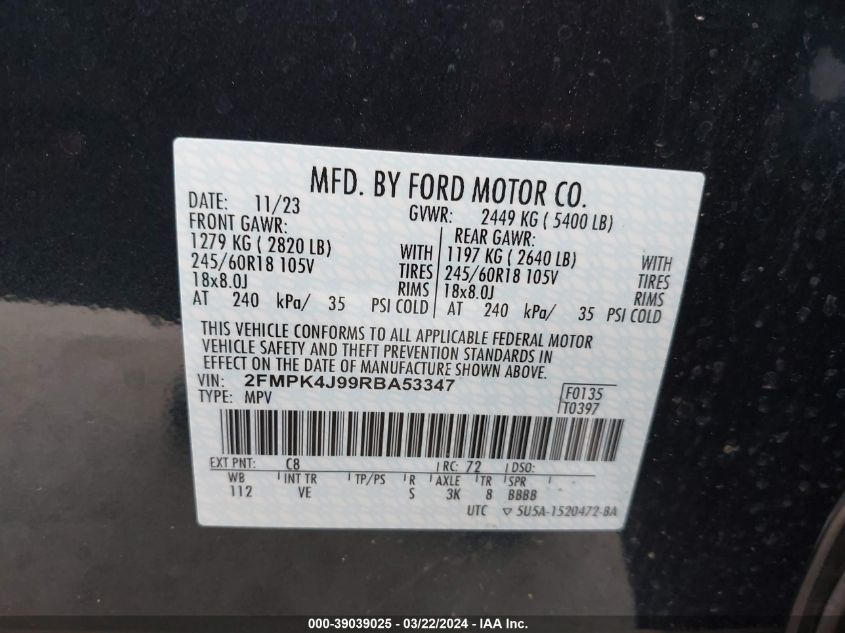 MFD. BY FORD MOTOR CO.
DATE: 11/23 GVWR: 2449 KG ( 5400 LB)
FRONT GAWR: REAR GAWR:
1279 KG ( 2820 LB) WITH 1197 KG ( 2640 LB) WITH
245/60R18 105V TIRES 245/60R18 105V TIRES
18x8.0J RIMS 18x8.0J RIMS
AT 240 kPa/ 35 PSI COLD AT 240 kPa/ 35 PSI COLD
THIS VEHICLE CONFORMS TO ALL APPLICABLE FEDERAL MOTOR
VEHICLE SAFETY AND THEFT PREVENTION STANDARDS IN
EFFECT ON THE DATE OF MANUFACTURE SHOWN ABOVE.
VIN: 2FMPK4J99RBA53347 F0135
TYPE: MPV T0397
EXT PNT: C8 RC: 72 DSO:
WB INT TR TP/PS R AXLE TR SPR
112 VE S 3K 8 BBBB
UTC ▽ 5U5A-1520472-BA
000-39039025 - 03/22/2024 - IAA Inc.